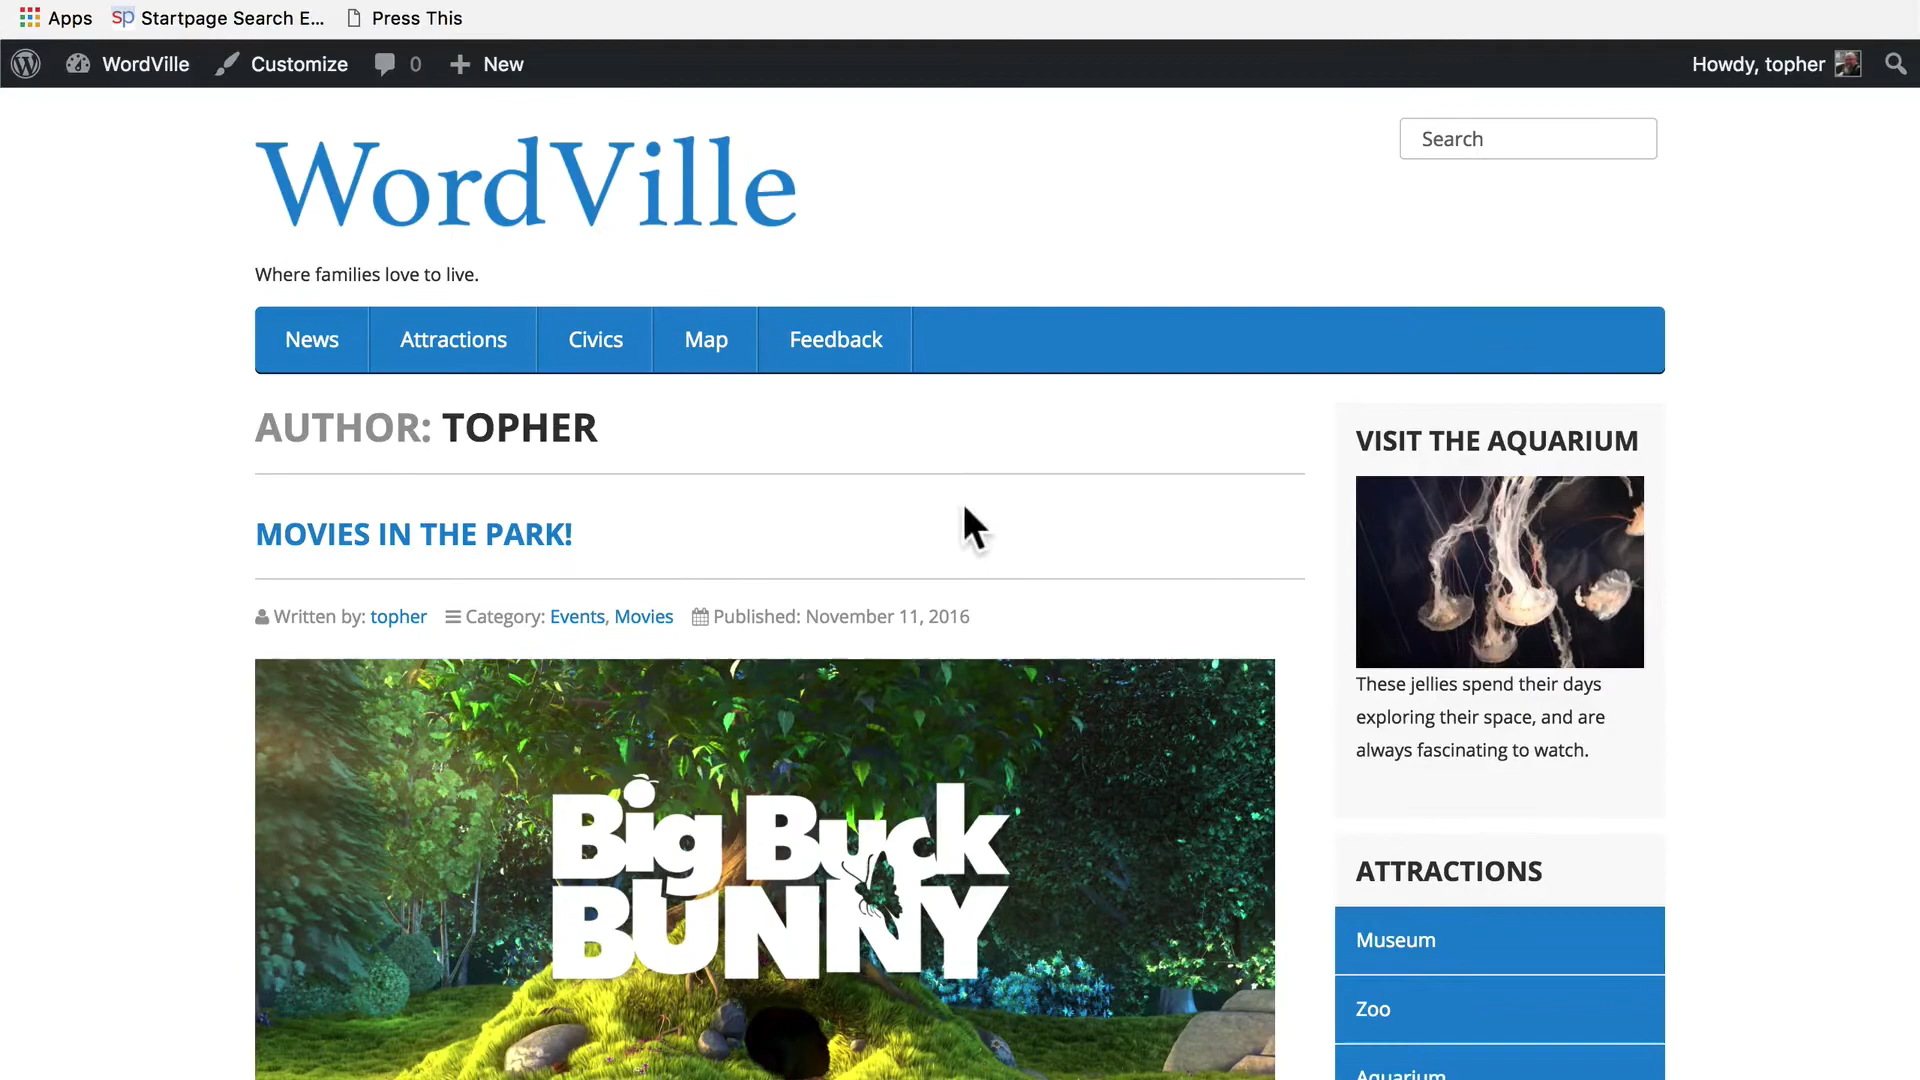 Apps
sp Startpage Search E...
Press This
WordVille
Customize
0
New
Howdy, topher
WordVille
Search
Where families love to live.
News
Attractions
Civics
Map
Feedback
AUTHOR: TOPHER
MOVIES IN THE PARK!
Written by: topher
Category: Events, Movies
Published: November 11, 2016
Big Buck
BUNNY
VISIT THE AQUARIUM
These jellies spend their days
exploring their space, and are
always fascinating to watch.
ATTRACTIONS
Museum
Zoo
Aquarium